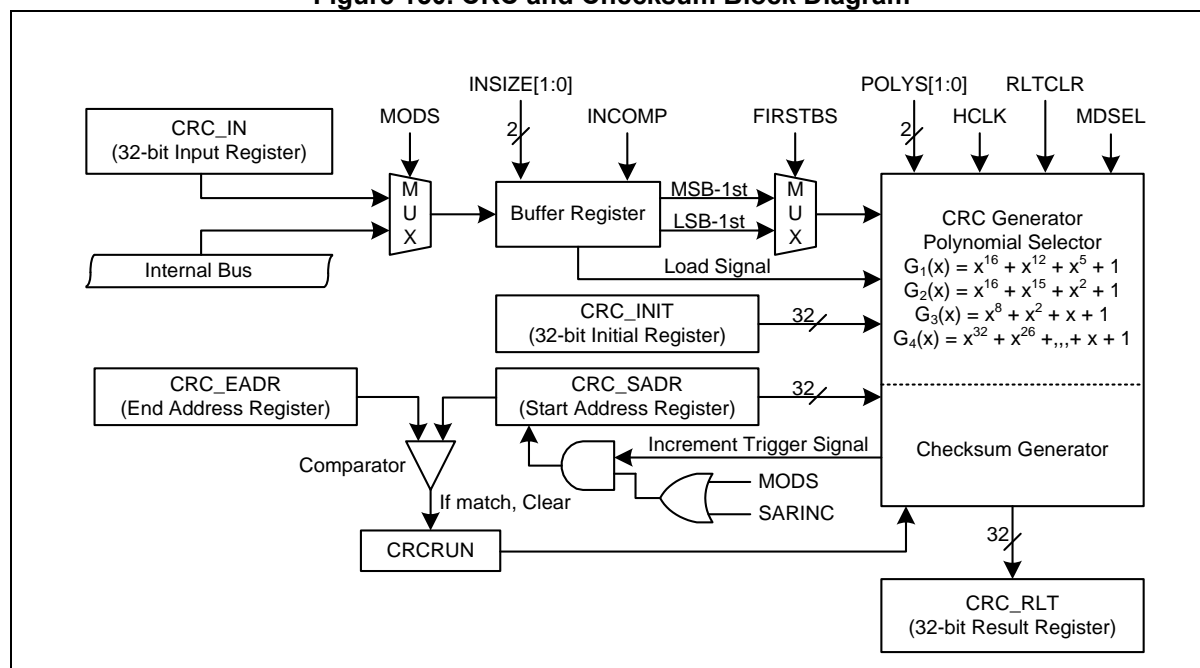 Figure 130. CRC and Checksum Block Diagram
INSIZE[1:0]
POLYS[1:0]
RLTCLR
MODS
2
INCOMP
FIRSTBS
2
HCLK
MDSEL
CRC_IN
(32-bit Input Register)
M
U
X
Buffer Register
MSB-1st
LSB-1st
M
U
X
Internal Bus
Load Signal
CRC Generator
Polynomial Selector
G1(x) = x16 + x12 + x5 + 1
G2(x) = x16 + x15 + x2 + 1
G3(x) = x8 + x2 + x + 1
G4(x) = x32 + x26 +,,,+ x + 1
CRC_INIT
(32-bit Initial Register)
32
CRC_EADR
(End Address Register)
CRC_SADR
(Start Address Register)
32
Comparator
Increment Trigger Signal
Checksum Generator
MODS
SARINC
If match, Clear
CRCRUN
32
CRC_RLT
(32-bit Result Register)